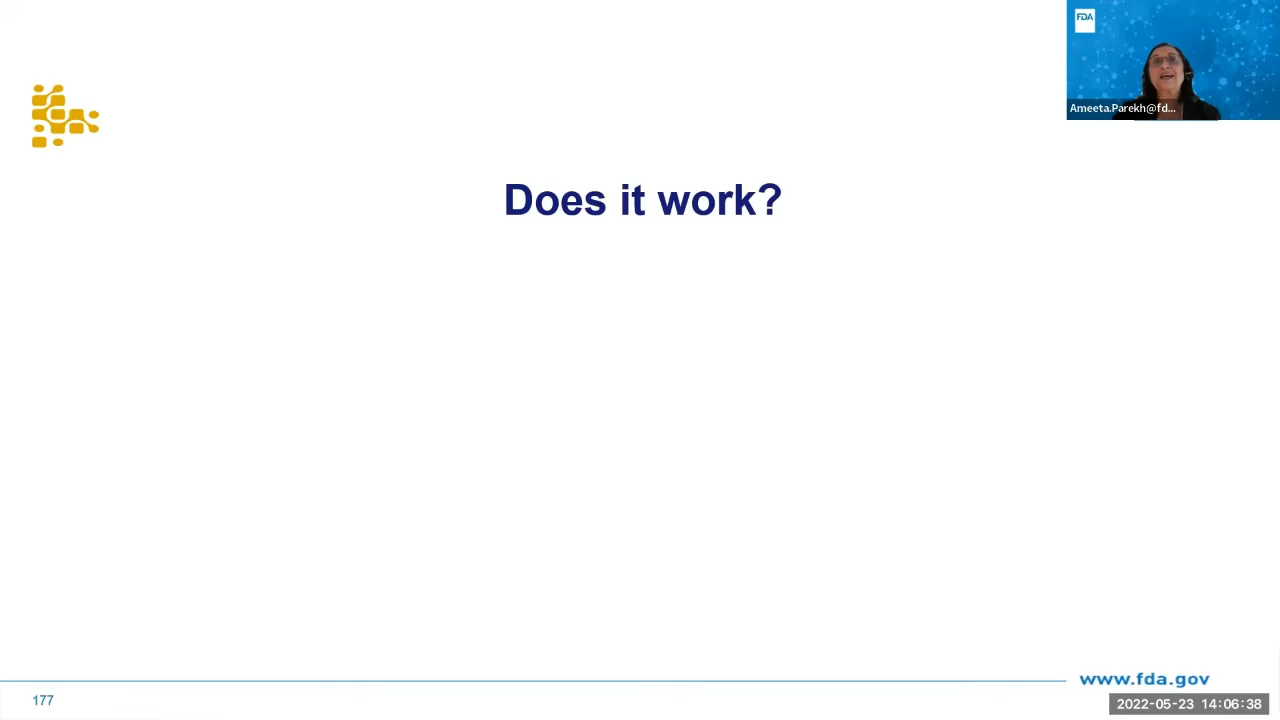 FDA
Ameeta.Parekh@fd...
Does it work?
www.fda.gov
177
2022-05-23 14:06:38